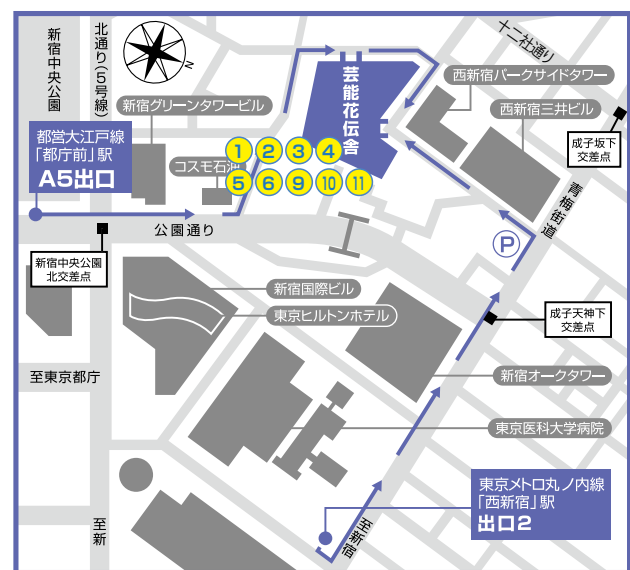 新宿中央公園
北通り(5号線)
N
十二社通り
芸能花伝舎
西新宿パークサイドタワー
新宿グリーンタワービル
西新宿三井ビル
成子坂下
交差点
都営大江戸線
「都庁前」駅
A5出口
コスモ石油
1 2 3 4
5 6 9 10 11
青梅街道
公園通り
P
新宿中央公園
北交差点
新宿国際ビル
東京ヒルトンホテル
成子天神下
交差点
至東京都庁
新宿オークタワー
東京医科大学病院
東京メトロ丸ノ内線
「西新宿」駅
出口2
至新
至新宿